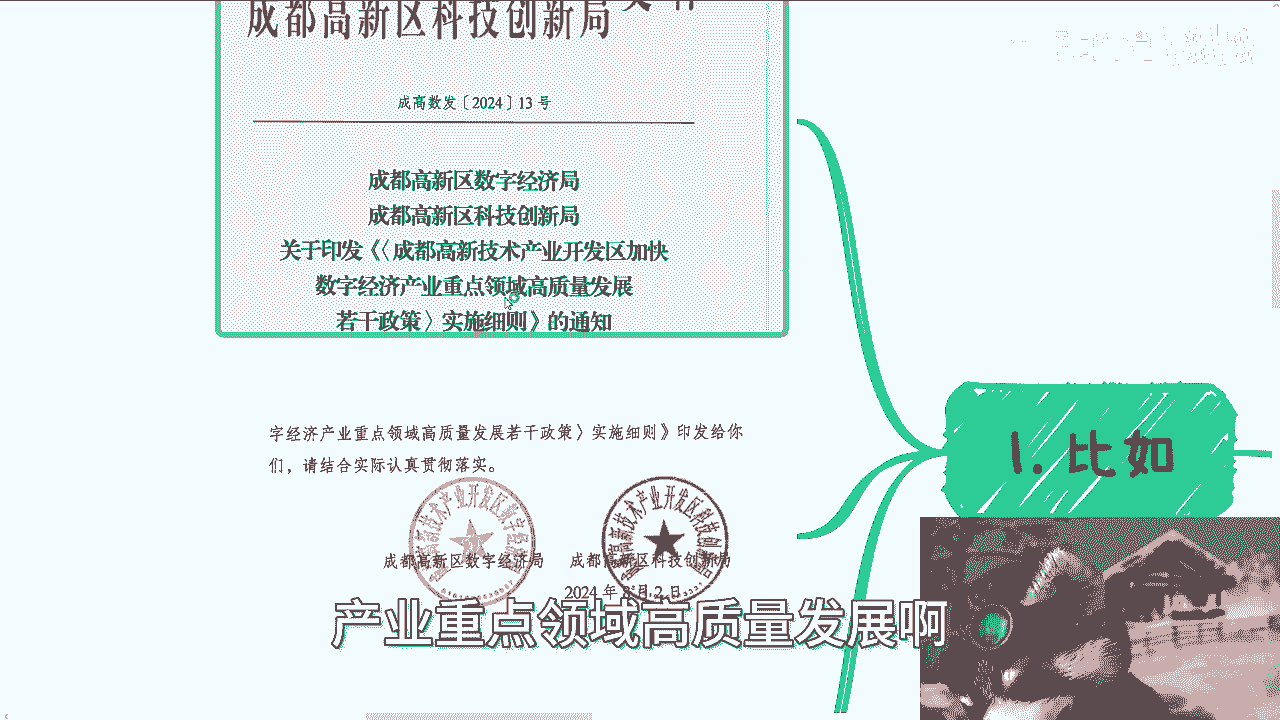 成都高新区科技创新局
成高数发〔2024〕13 号
成都高新区数字经济局
成都高新区科技创新局
关于印发《〈成都高新技术产业开发区加快
数字经济产业重点领域高质量发展
若干政策〉实施细则》的通知
字经济产业重点领域高质量发展若干政策〉实施细则》印发给你
们，请结合实际认真贯彻落实。
成都高新区数字经济局 成都高新区科技创新局
2024 年 月 2 日
1. 比如
产业重点领域高质量发展啊